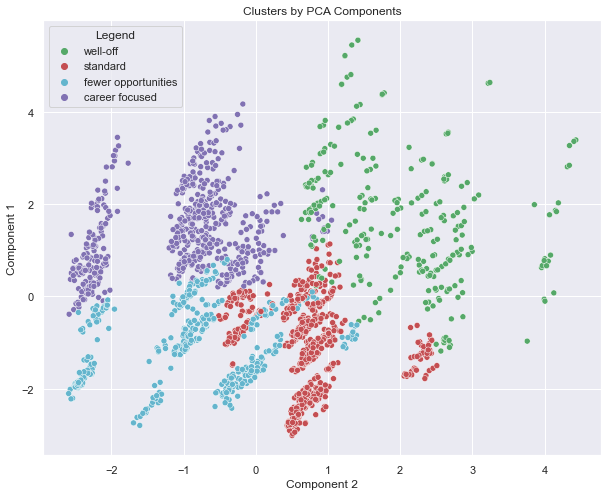 Clusters by PCA Components
Legend
well-off
standard
fewer opportunities
career focused
Component 1
4
2
0
−2
−2
−1
0
1
2
3
4
Component 2